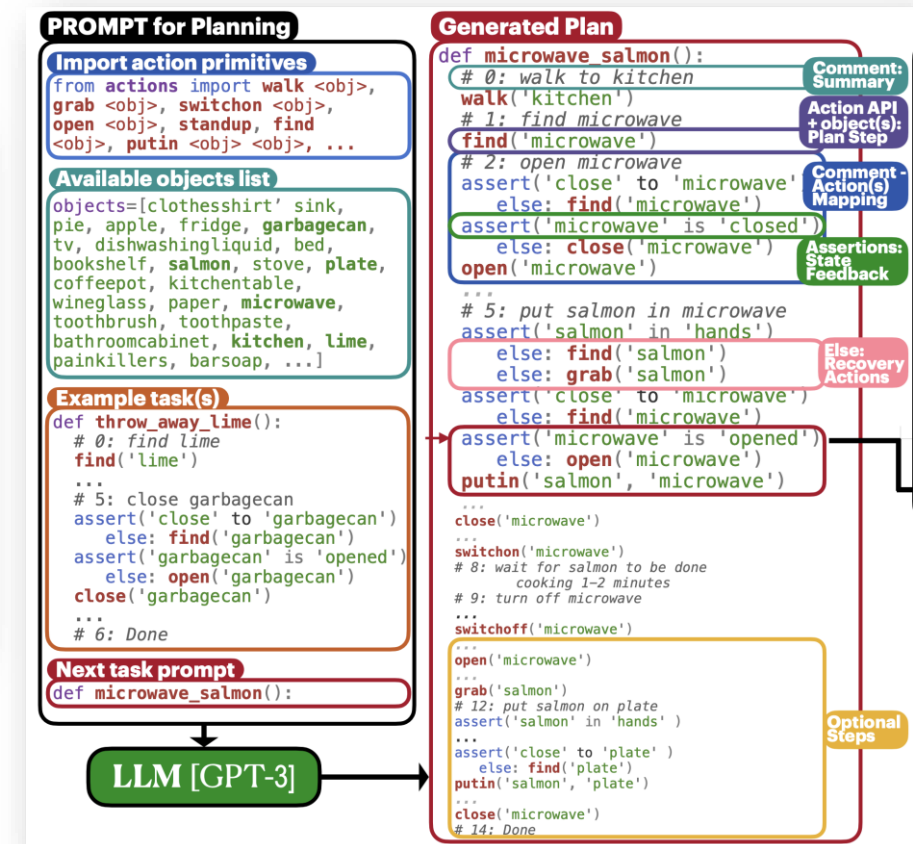 PROMPT for Planning
Import action primitives
from actions import walk <obj>,
grab <obj>, switchon <obj>,
open <obj>, standup, find
<obj>, putin <obj> <obj>, ...
Available objects list
objects=[clothesshirt’ sink,
pie, apple, fridge, garbagecan,
tv, dishwashingliquid, bed,
bookshelf, salmon, stove, plate,
coffeepot, kitchentable,
wineglass, paper, microwave,
toothbrush, toothpaste,
bathroomcabinet, kitchen, lime,
painkillers, barsoap, ...]
Example task(s)
def throw_away_lime():
# 0: find lime
find('lime')
...
# 5: close garbagecan
assert('close' to 'garbagecan')
else: find('garbagecan')
assert('garbagecan' is 'opened')
else: open('garbagecan')
close('garbagecan')
...
# 6: Done
Next task prompt
def microwave_salmon():
LLM [GPT-3]
Generated Plan
def microwave_salmon():
# 0: walk to kitchen
walk('kitchen')
# 1: find microwave
find('microwave')
# 2: open microwave
assert('close' to 'microwave'
else: find('microwave')
assert('microwave' is 'closed')
else: close('microwave')
open('microwave')
...
# 5: put salmon in microwave
assert('salmon' in 'hands')
else: find('salmon')
else: grab('salmon')
assert('close' to 'microwave')
else: find('microwave')
assert('microwave' is 'opened')
else: open('microwave')
putin('salmon', 'microwave')
...
close('microwave')
...
switchon('microwave')
# 8: wait for salmon to be done
cooking 1-2 minutes
# 9: turn off microwave
...
switchoff('microwave')
...
open('microwave')
...
grab('salmon')
# 12: put salmon on plate
assert('salmon' in 'hands' )
...
assert('close' to 'plate' )
else: find('plate')
putin('salmon', 'plate')
...
close('microwave')
# 14: Done
Comment:
Summary
Action API
+ object(s):
Plan Step
Comment -
Action(s)
Mapping
Assertions:
State
Feedback
Else:
Recovery
Actions
Optional
Steps